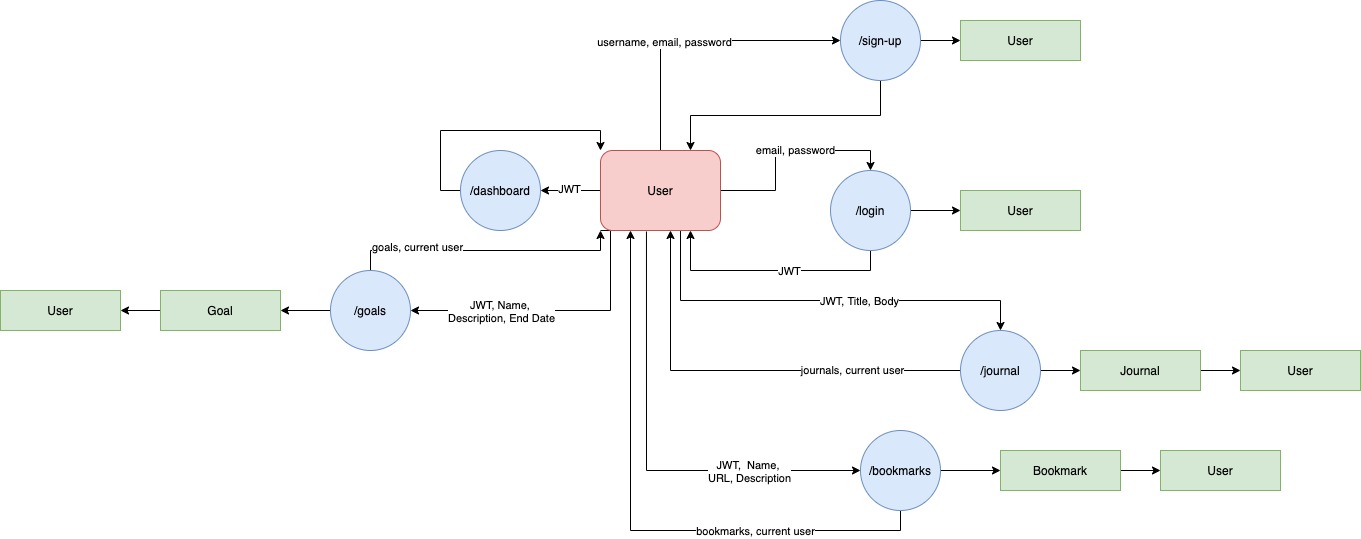 username, email, password
/sign-up
User
email, password
/dashboard
JWT
User
/login
User
goals, current user
JWT
User
Goal
/goals
JWT, Name,
Description, End Date
JWT, Title, Body
journals, current user
/journal
Journal
User
JWT, Name,
URL, Description
/bookmarks
Bookmark
User
bookmarks, current user